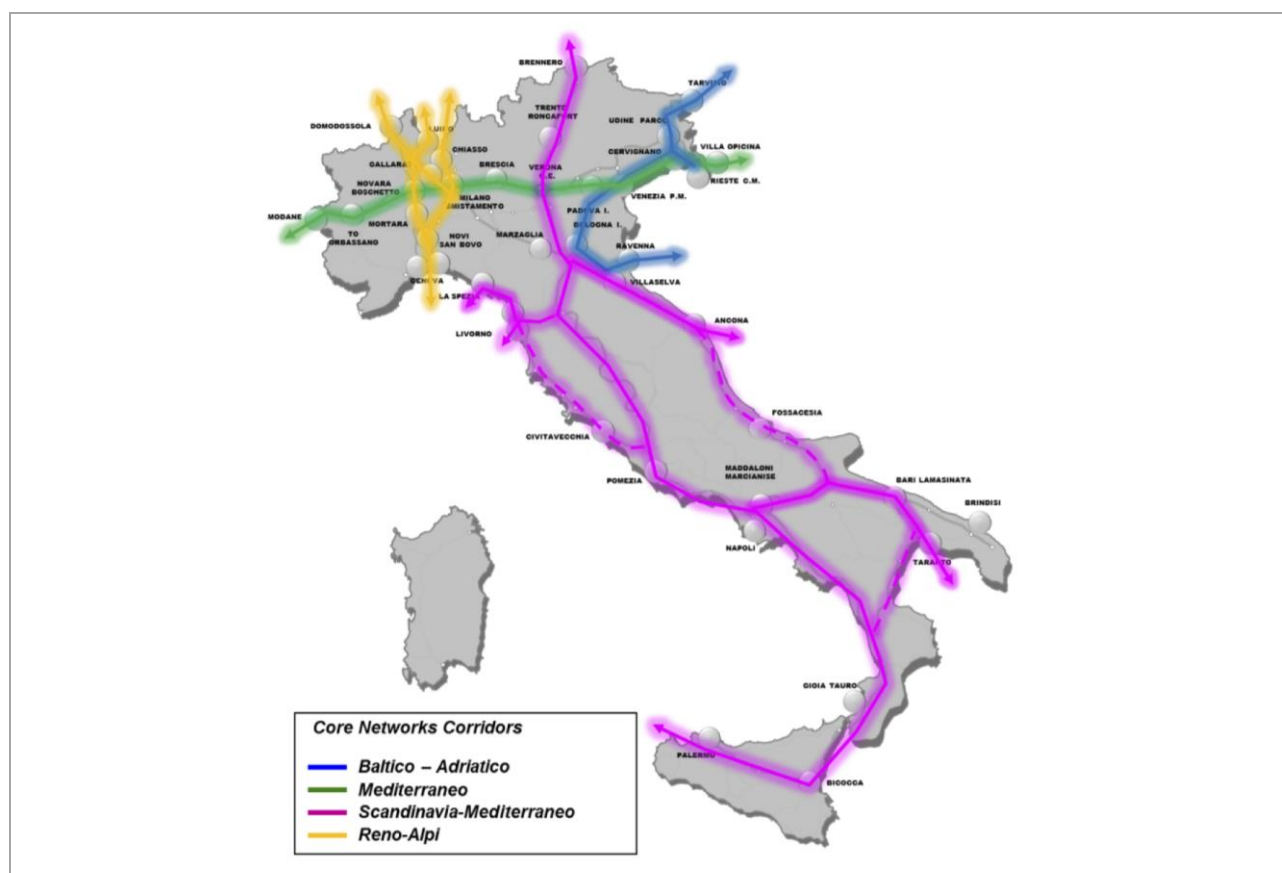 BRENNERO
TARVISIO
TRENTO
RONCAFORT
UDINE PARCO
DOMODOSSOLA
LUINO
CERVIGNANO
VILLA OPICINA
CHIASSO
GALLARA
BRESCIA
VERONA
Q.E.
RIESTE C.M.
NOVARA
BOSCHETTO
MILANO
SMISTAMENTO
VENEZIA P.M.
PADOVA I.
MODANE
MORTARA
BOLOGNA I.
TO
ORBASSANO
NOVI
SAN BOVO
MARZAGLIA
RAVENNA
GENOVA
VILLASELVA
LA SPEZIA
ANCONA
LIVORNO
FOSSACESIA
CIVITAVECCHIA
MADDALONI
MARCIANISE
POMEZIA
BARI LAMASINATA
BRINDISI
NAPOLI
TARANTO
GIOIA TAURO
PALERMO
BICOCCA
Core Networks Corridors
Baltico – Adriatico
Mediterraneo
Scandinavia-Mediterraneo
Reno-Alpi